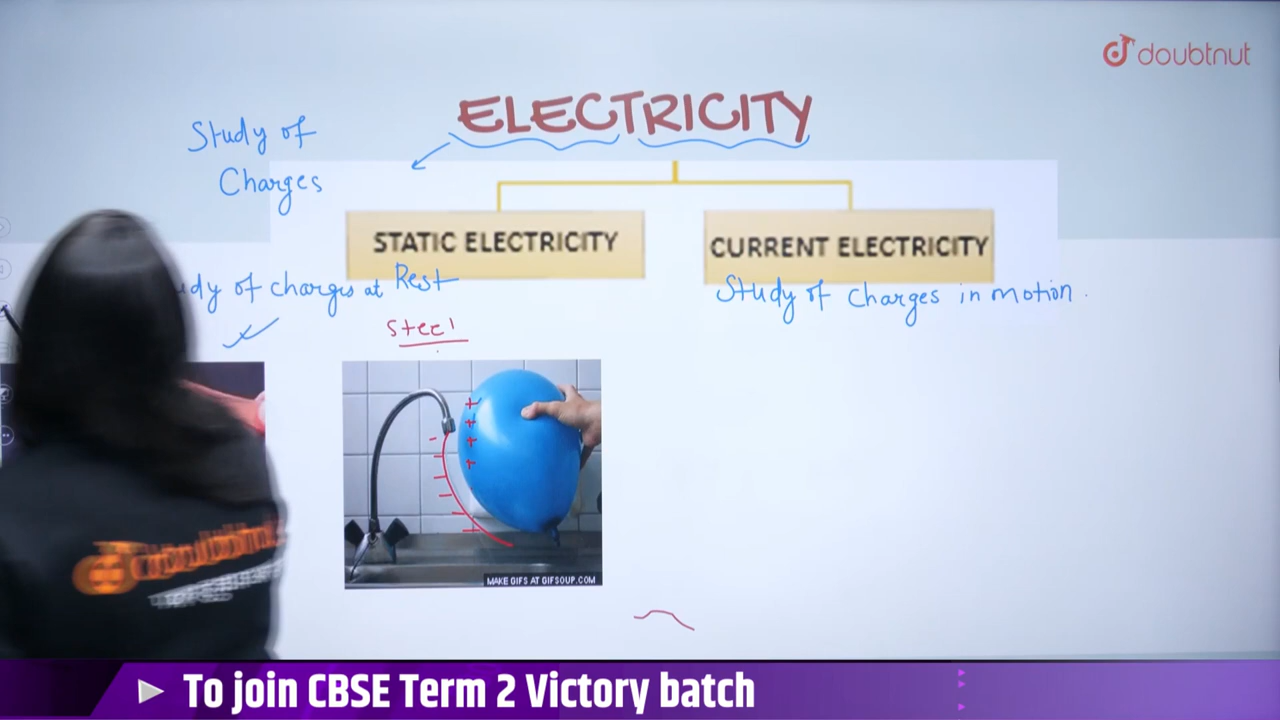 doubtnut
ELECTRICITY
Study of
Charges
STATIC ELECTRICITY
CURRENT ELECTRICITY
of charges at Rest
Study of Charges in motion.
Steel
MAKE GIFS AT GIFSOUP.COM
To join CBSE Term 2 Victory batch